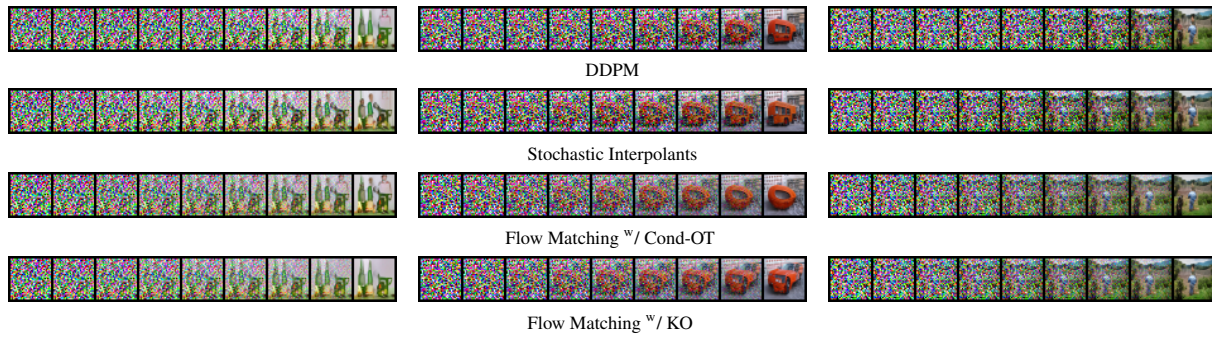 DDPM
Stochastic Interpolants
Flow Matching w/ Cond-OT
Flow Matching w/ KO